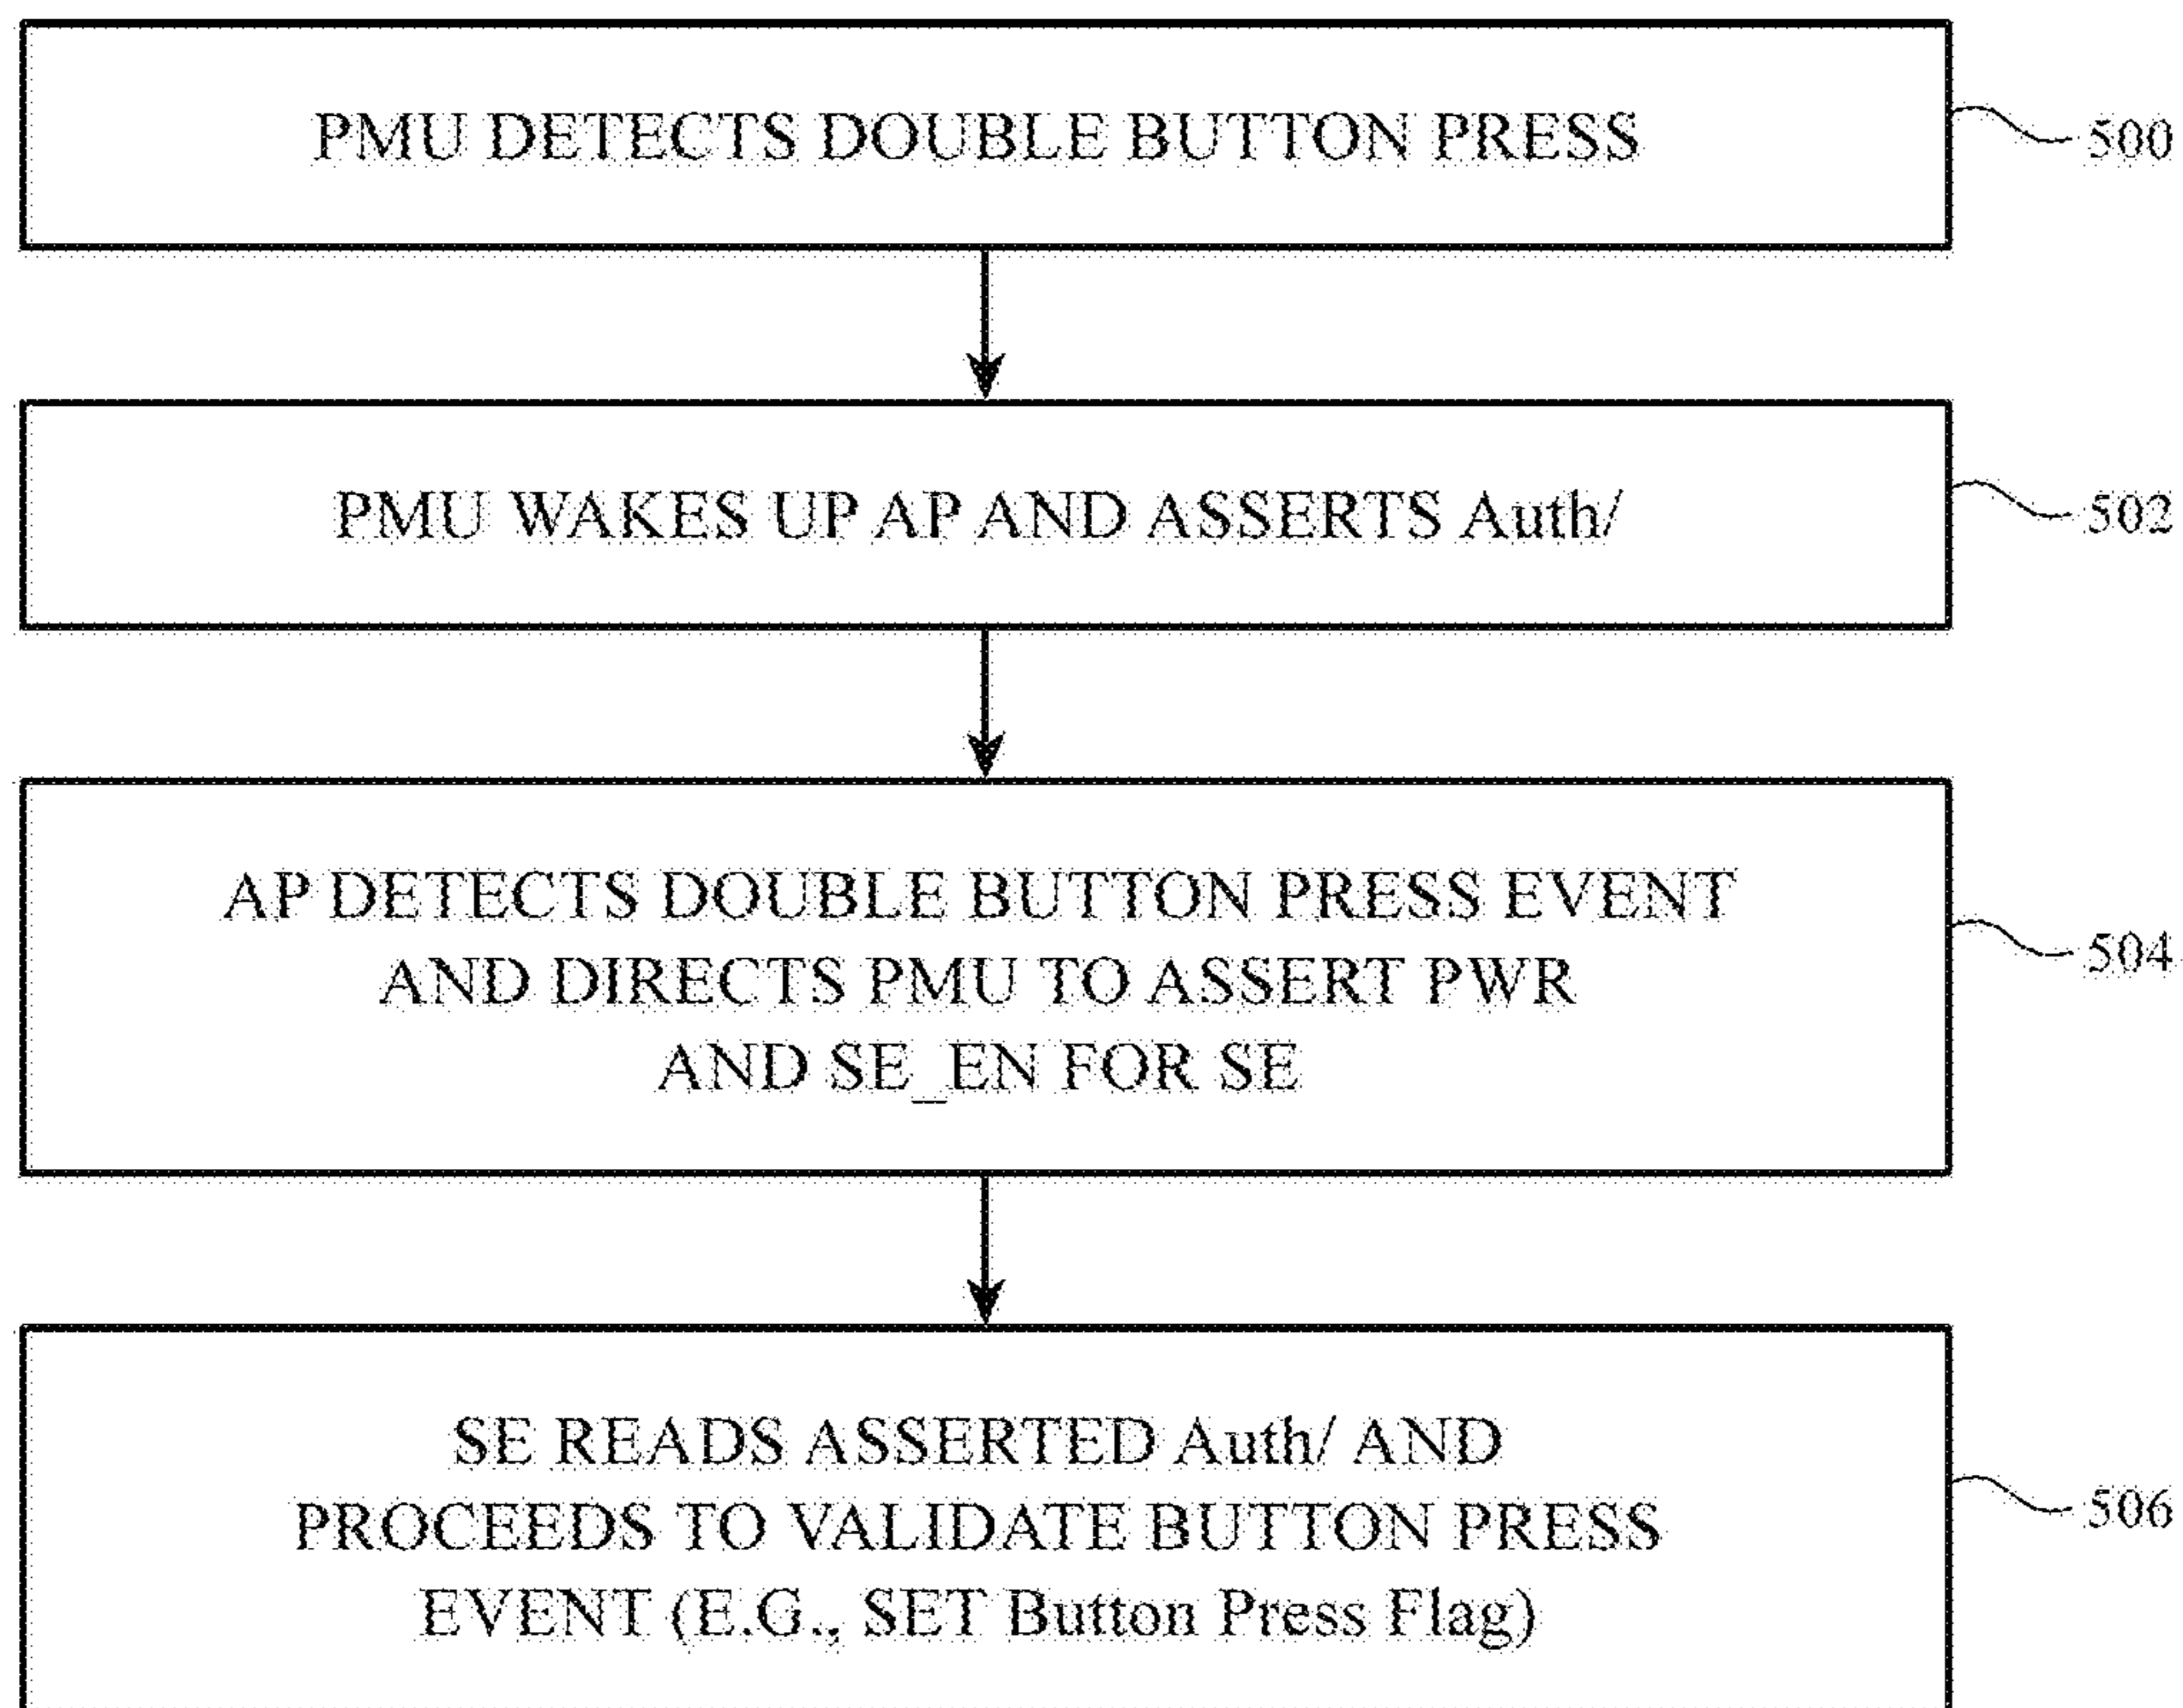 PMU DETECTS DOUBLE BUTTON PRESS
500
PMU WAKES UP AP AND ASSERTS Auth/
502
AP DETECTS DOUBLE BUTTON PRESS EVENT
AND DIRECTS PMU TO ASSERT PWR
AND SE_EN FOR SE
504
SE READS ASSERTED Auth/ AND
PROCEEDS TO VALIDATE BUTTON PRESS
EVENT (E.G., SET Button Press Flag)
506